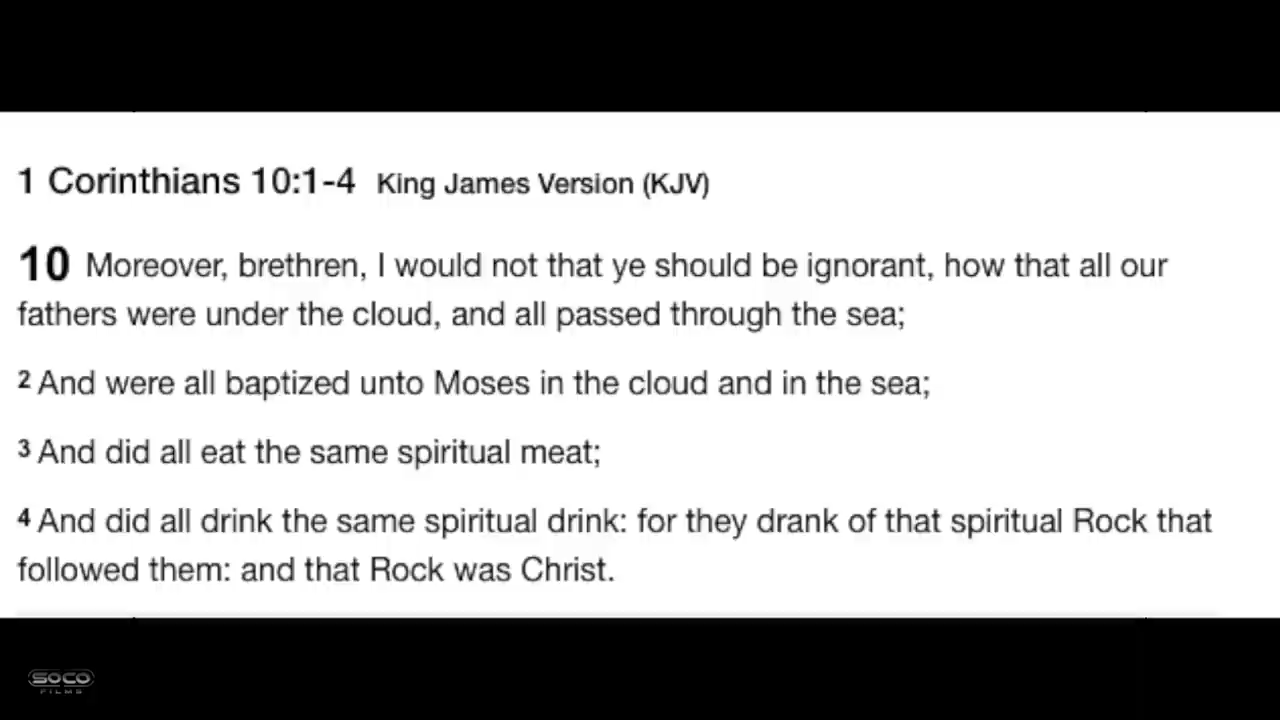 1 Corinthians 10:1-4 King James Version (KJV)
10 Moreover, brethren, I would not that ye should be ignorant, how that all our
fathers were under the cloud, and all passed through the sea;
2 And were all baptized unto Moses in the cloud and in the sea;
3 And did all eat the same spiritual meat;
4 And did all drink the same spiritual drink: for they drank of that spiritual Rock that
followed them: and that Rock was Christ.
SOCO
FILMS